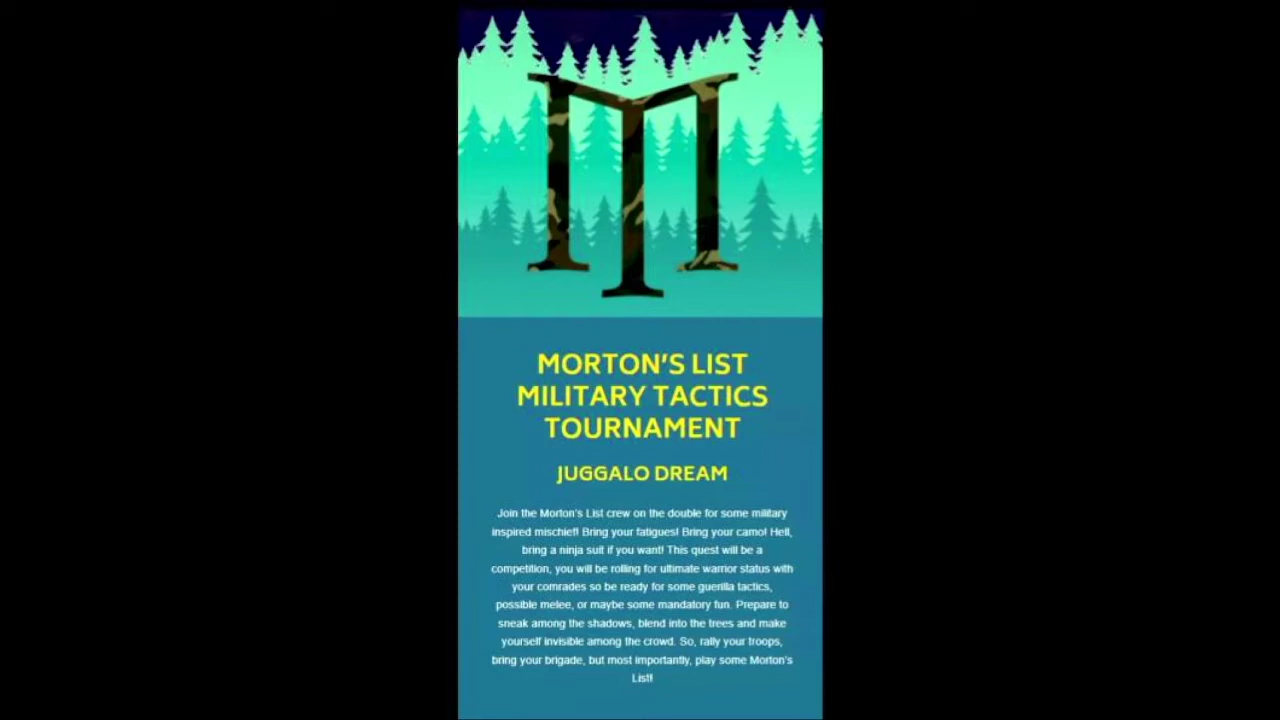 M
MORTON'S LIST
MILITARY TACTICS
TOURNAMENT
JUGGALO DREAM
Join the Morton's List crew on the double for some military
inspired mischief! Bring your fatigues! Bring your camo! Hell,
bring a ninja suit if you want! This quest will be a
competition, you will be rolling for ultimate warrior status with
your comrades so be ready for some guerilla tactics,
possible melee, or maybe some mandatory fun. Prepare to
sneak among the shadows, blend into the trees and make
yourself invisible among the crowd. So, rally your troops,
bring your brigade, but most importantly, play some Morton's
List!